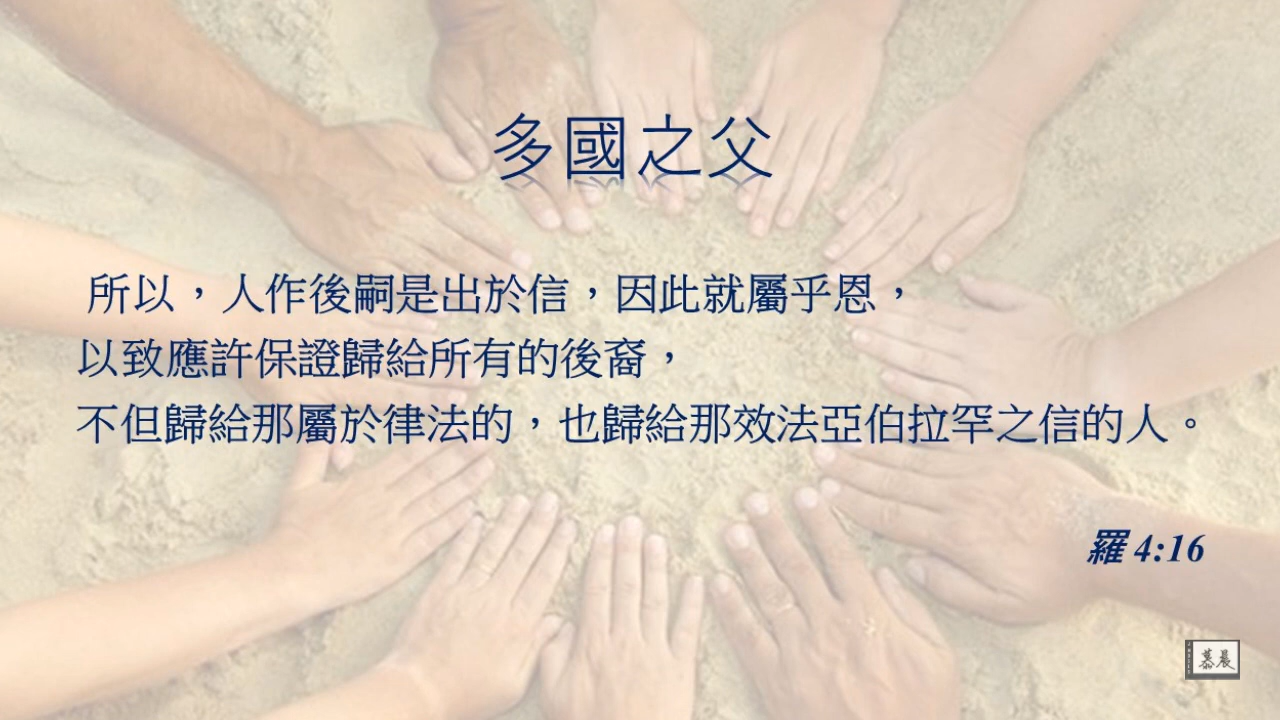 多國之父
所以，人作後嗣是出於信，因此就屬乎恩，
以致應許保證歸給所有的後裔，
不但歸給那屬於律法的，也歸給那效法亞伯拉罕之信的人。
羅 4:16
慕晨